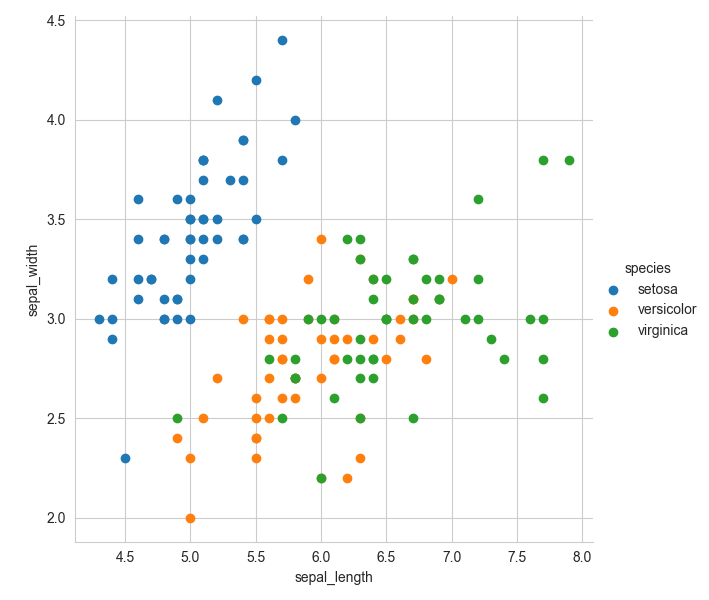 4.5
4.0
3.5
3.0
2.5
2.0
sepal_width
4.5 5.0 5.5 6.0 6.5 7.0 7.5 8.0
sepal_length
species
setosa
versicolor
virginica